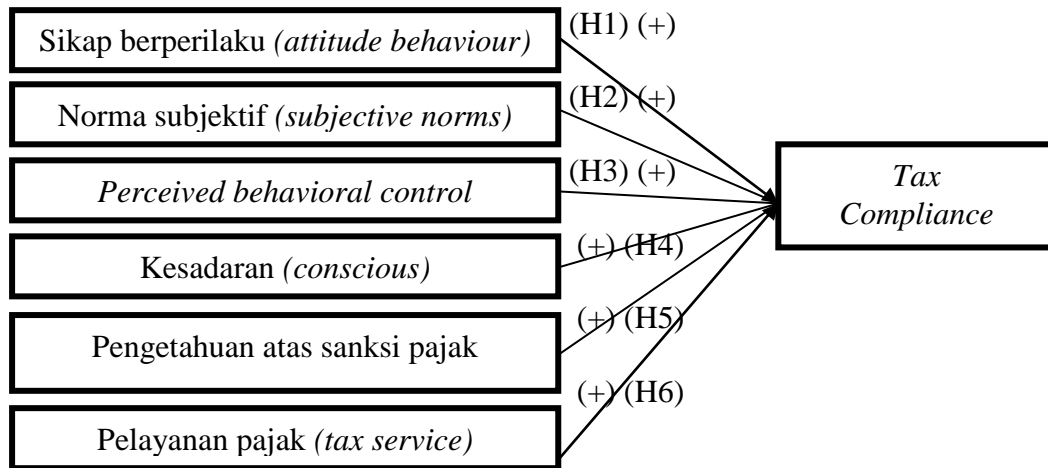 Sikap berperilaku (attitude behaviour)
(H1) (+)
Norma subjektif (subjective norms)
(H2) (+)
Perceived behavioral control
(H3) (+)
Kesadaran (conscious)
(+) (H4)
Pengetahuan atas sanksi pajak
(+) (H5)
Pelayanan pajak (tax service)
(+) (H6)
Tax
Compliance